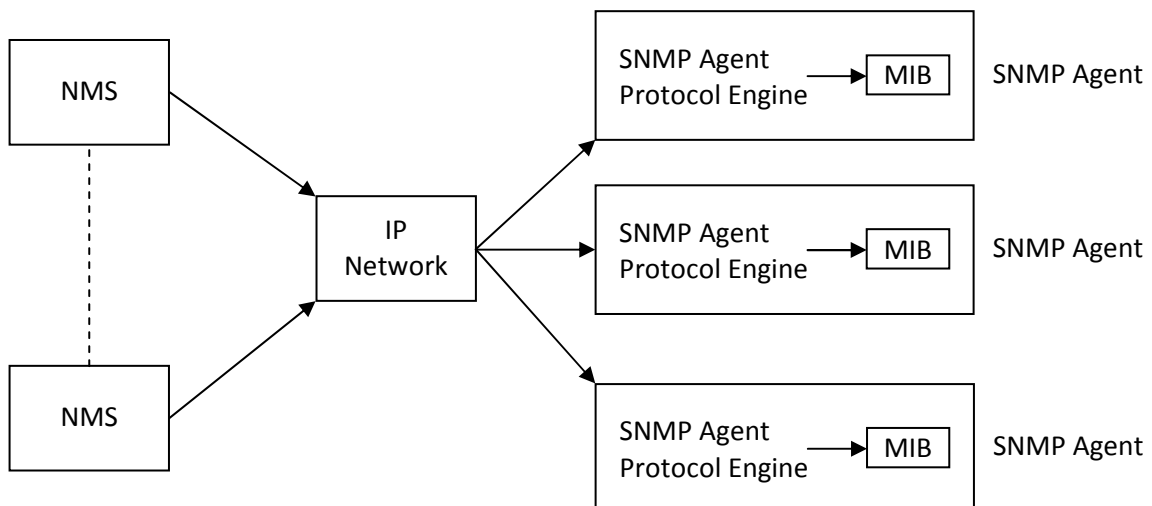 NMS
IP
Network
NMS
SNMP Agent
Protocol Engine
MIB
SNMP Agent
SNMP Agent
Protocol Engine
MIB
SNMP Agent
SNMP Agent
Protocol Engine
MIB
SNMP Agent